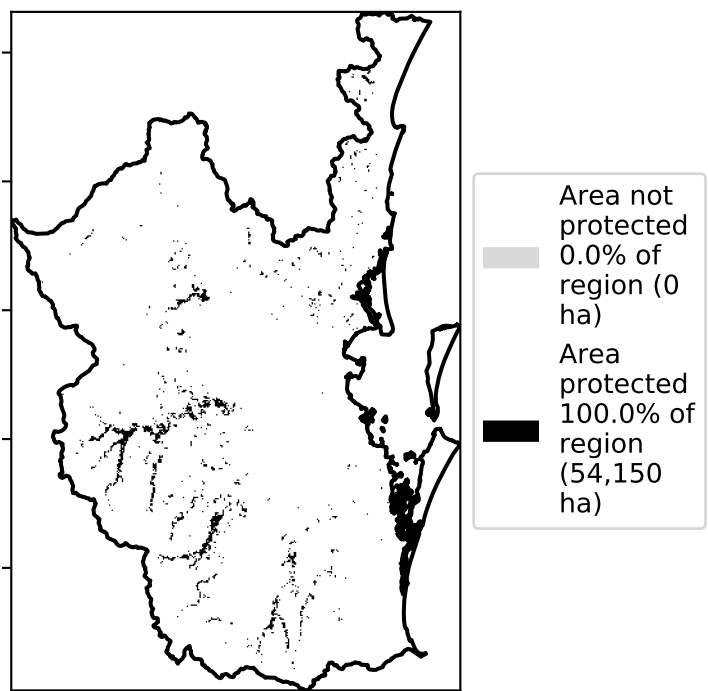 Area not
protected
0.0% of
region (0
ha)
Area
protected
100.0% of
region
(54,150
ha)